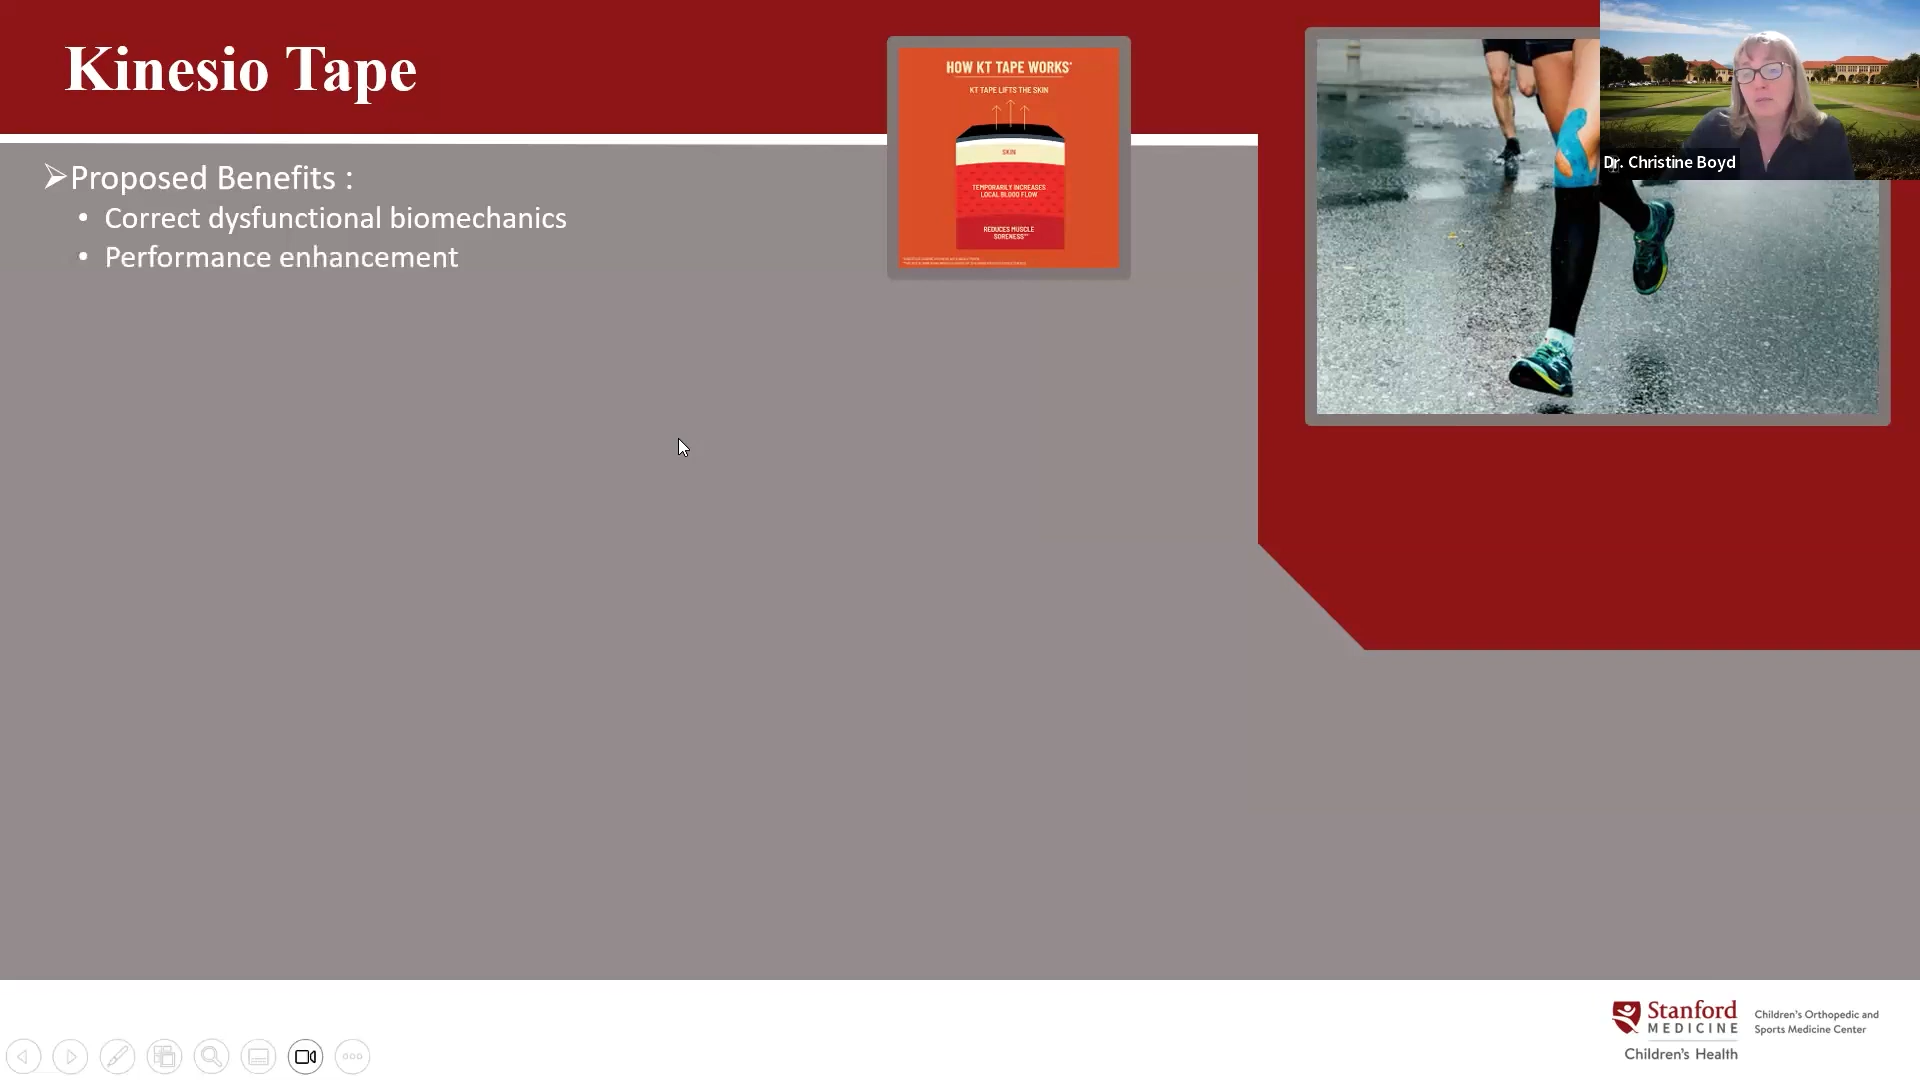 Kinesio Tape
➢Proposed Benefits :
• Correct dysfunctional biomechanics
• Performance enhancement
HOW KT TAPE WORKS*
KT TAPE LIFTS THE SKIN
SKIN
TEMPORARILY INCREASES
LOCAL BLOOD FLOW
REDUCES MUSCLE
SORENESS**
Dr. Christine Boyd
Stanford
MEDICINE
Children's Health
Children's Orthopedic and
Sports Medicine Center